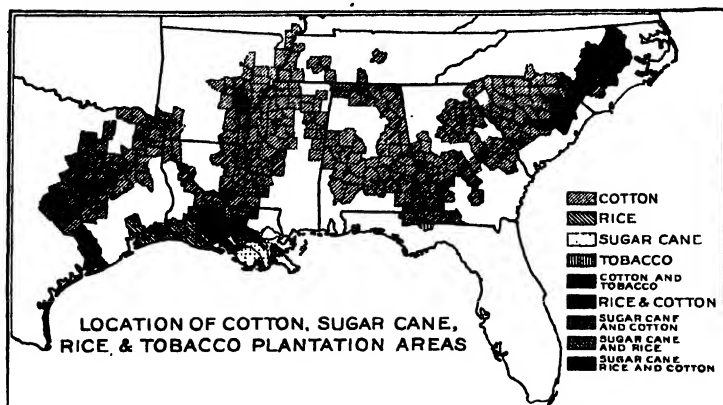 COTTON
RICE
SUGAR CANE
TOBACCO
COTTON AND
TOBACCO
RICE & COTTON
SUGAR CANE
AND COTTON
SUGAR CANE
AND RICE
SUGAR CANE
RICE AND COTTON
LOCATION OF COTTON, SUGAR CANE,
RICE, & TOBACCO PLANTATION AREAS